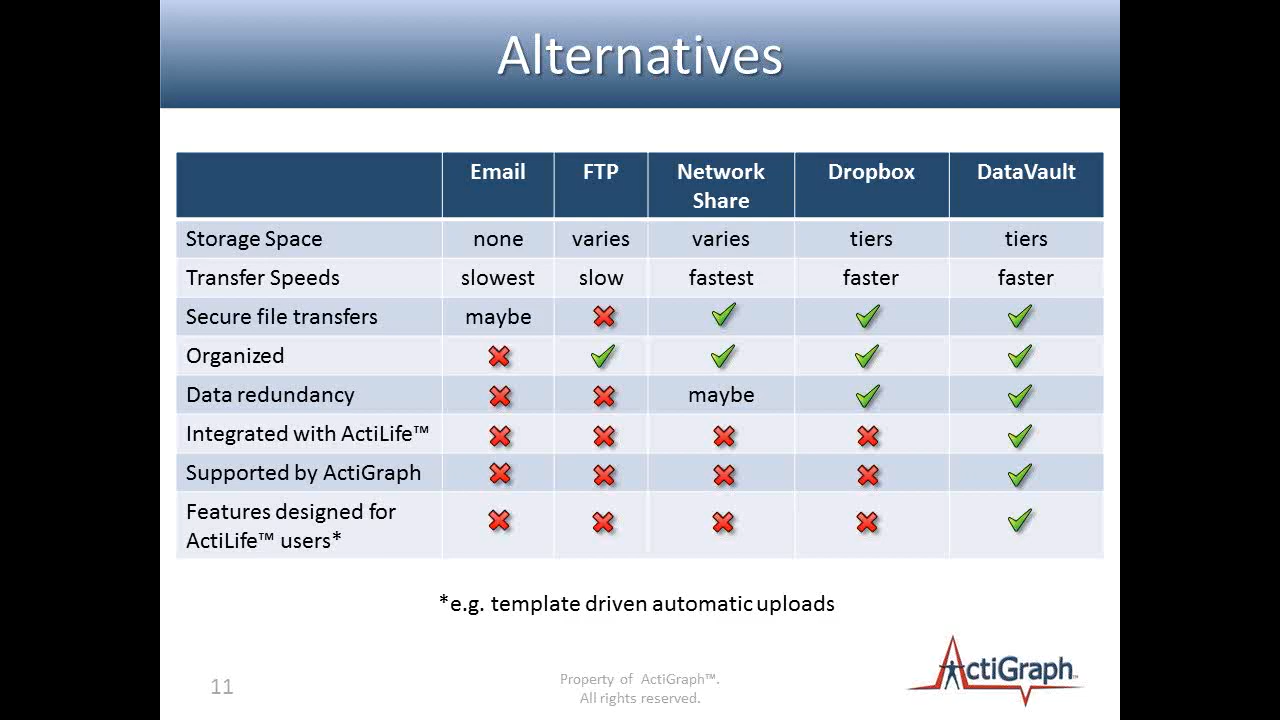 Alternatives
Email FTP Network Share Dropbox DataVault
Storage Space none varies varies tiers tiers
Transfer Speeds slowest slow fastest faster faster
Secure file transfers maybe ✗ ✓ ✓ ✓
Organized ✗ ✓ ✓ ✓ ✓
Data redundancy ✗ ✗ maybe ✓ ✓
Integrated with ActiLife™ ✗ ✗ ✗ ✗ ✓
Supported by ActiGraph ✗ ✗ ✗ ✗ ✓
Features designed for
ActiLife™ users* ✗ ✗ ✗ ✗ ✓
*e.g. template driven automatic uploads
11
Property of ActiGraph™.
All rights reserved.
ActiGraph™